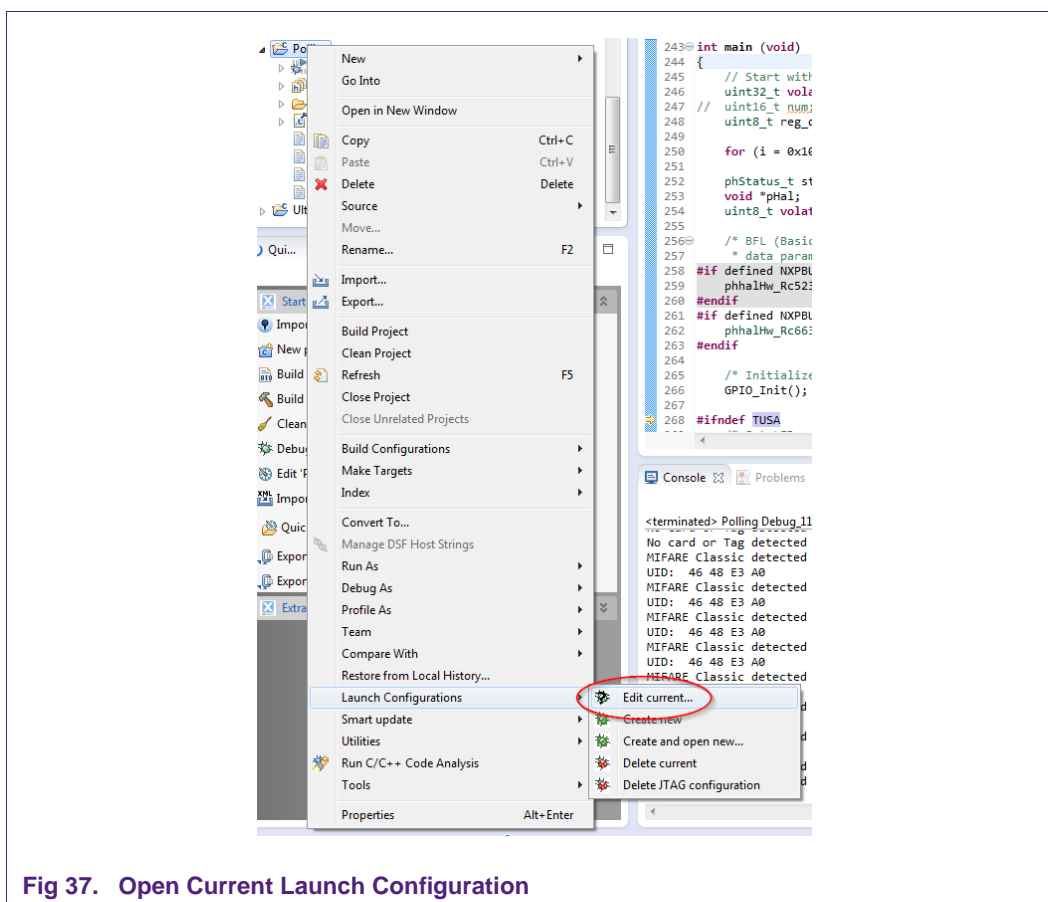 Po
New
Go Into
Open in New Window
Copy Ctrl+C
Paste Ctrl+V
Delete Delete
Source
Move...
Rename... F2
Import...
Export...
Build Project
Clean Project
Refresh F5
Close Project
Close Unrelated Projects
Build Configurations
Make Targets
Index
Convert To...
Manage DSF Host Strings
Run As
Debug As
Profile As
Team
Compare With
Restore from Local History...
Launch Configurations
Smart update
Utilities
Run C/C++ Code Analysis
Tools
Properties Alt+Enter
Edit current...
Create new
Create and open new...
Delete current
Delete JTAG configuration
Ult
Qui...
Start
Impor
New p
Build
Build
Clean
Debu
Edit 'P
Impor
Quic
Expor
Expor
Extra
243 int main (void)
244 {
245 // Start with
246 uint32_t vola
247 // uint16_t num;
248 uint8_t reg_
249
250 for (i = 0x10
251
252 phStatus_t st
253 void *pHal;
254 uint8_t volat
255
256 /* BFL (Basic
257 * data param
258 #if defined NXPBU
259 phhalHw_Rc523
260 #endif
261 #if defined NXPBU
262 phhalHw_Rc663
263 #endif
264
265 /* Initialize
266 GPIO_Init();
267
268 #ifndef TUSA
Console Problems
<terminated> Polling Debug_11
No card or Tag detected
MIFARE Classic detected
UID: 46 48 E3 A0
MIFARE Classic detected
UID: 46 48 E3 A0
MIFARE Classic detected
UID: 46 48 E3 A0
MIFARE Classic detected
UID: 46 48 E3 A0
MIFARE Classic detected
d
d
d
d
Fig 37. Open Current Launch Configuration